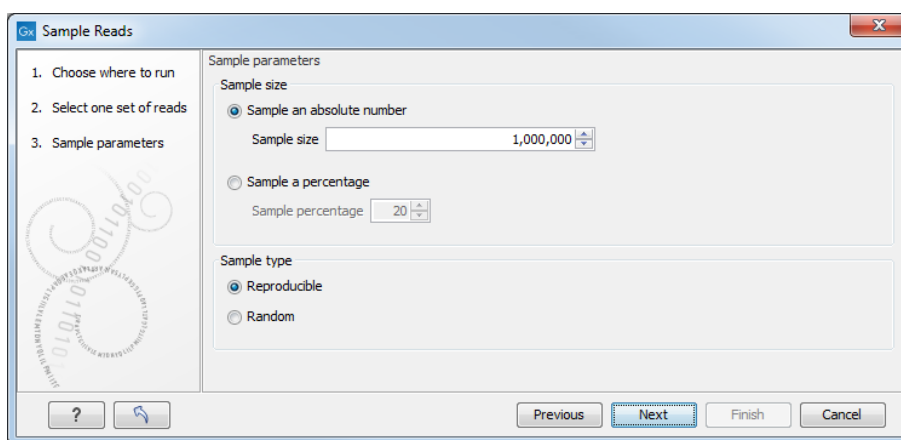 Gx Sample Reads
1. Choose where to run
2. Select one set of reads
3. Sample parameters
Sample parameters
Sample size
Sample an absolute number
Sample size 1,000,000
Sample a percentage
Sample percentage 20
Sample type
Reproducible
Random
? Previous Next Finish Cancel